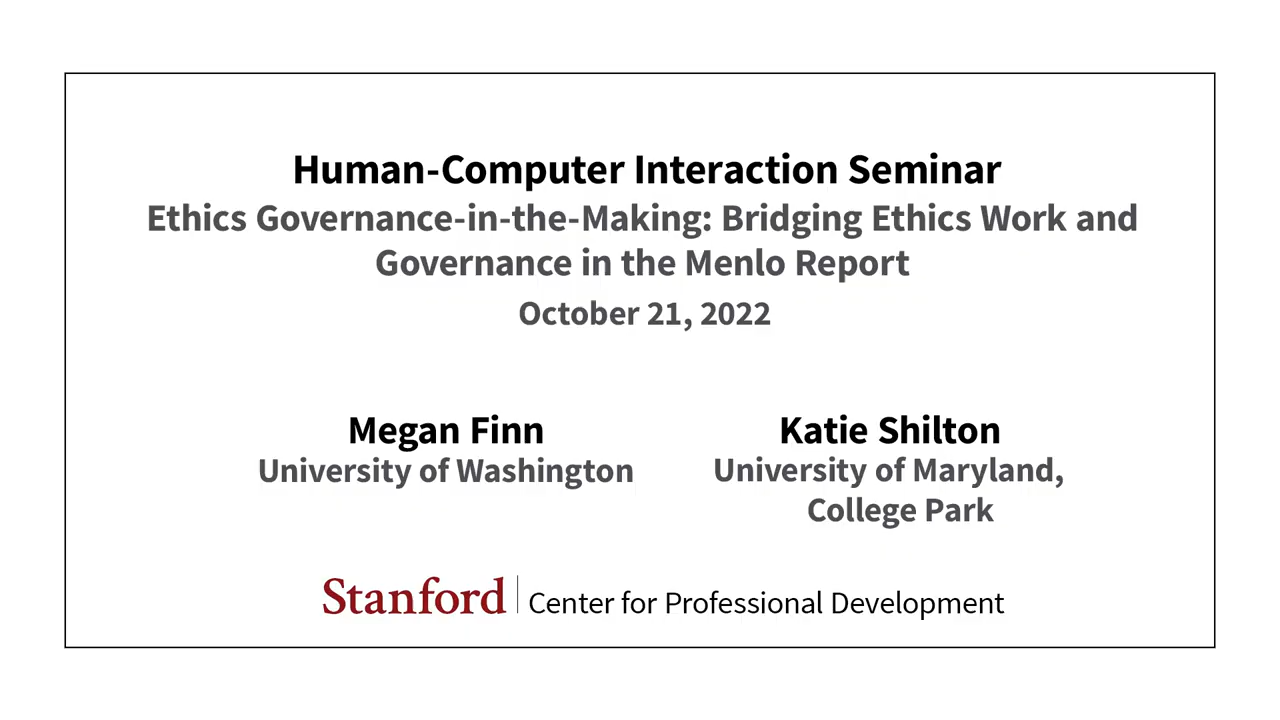 Human-Computer Interaction Seminar
Ethics Governance-in-the-Making: Bridging Ethics Work and
Governance in the Menlo Report
October 21, 2022
Megan Finn
University of Washington
Katie Shilton
University of Maryland,
College Park
Stanford | Center for Professional Development